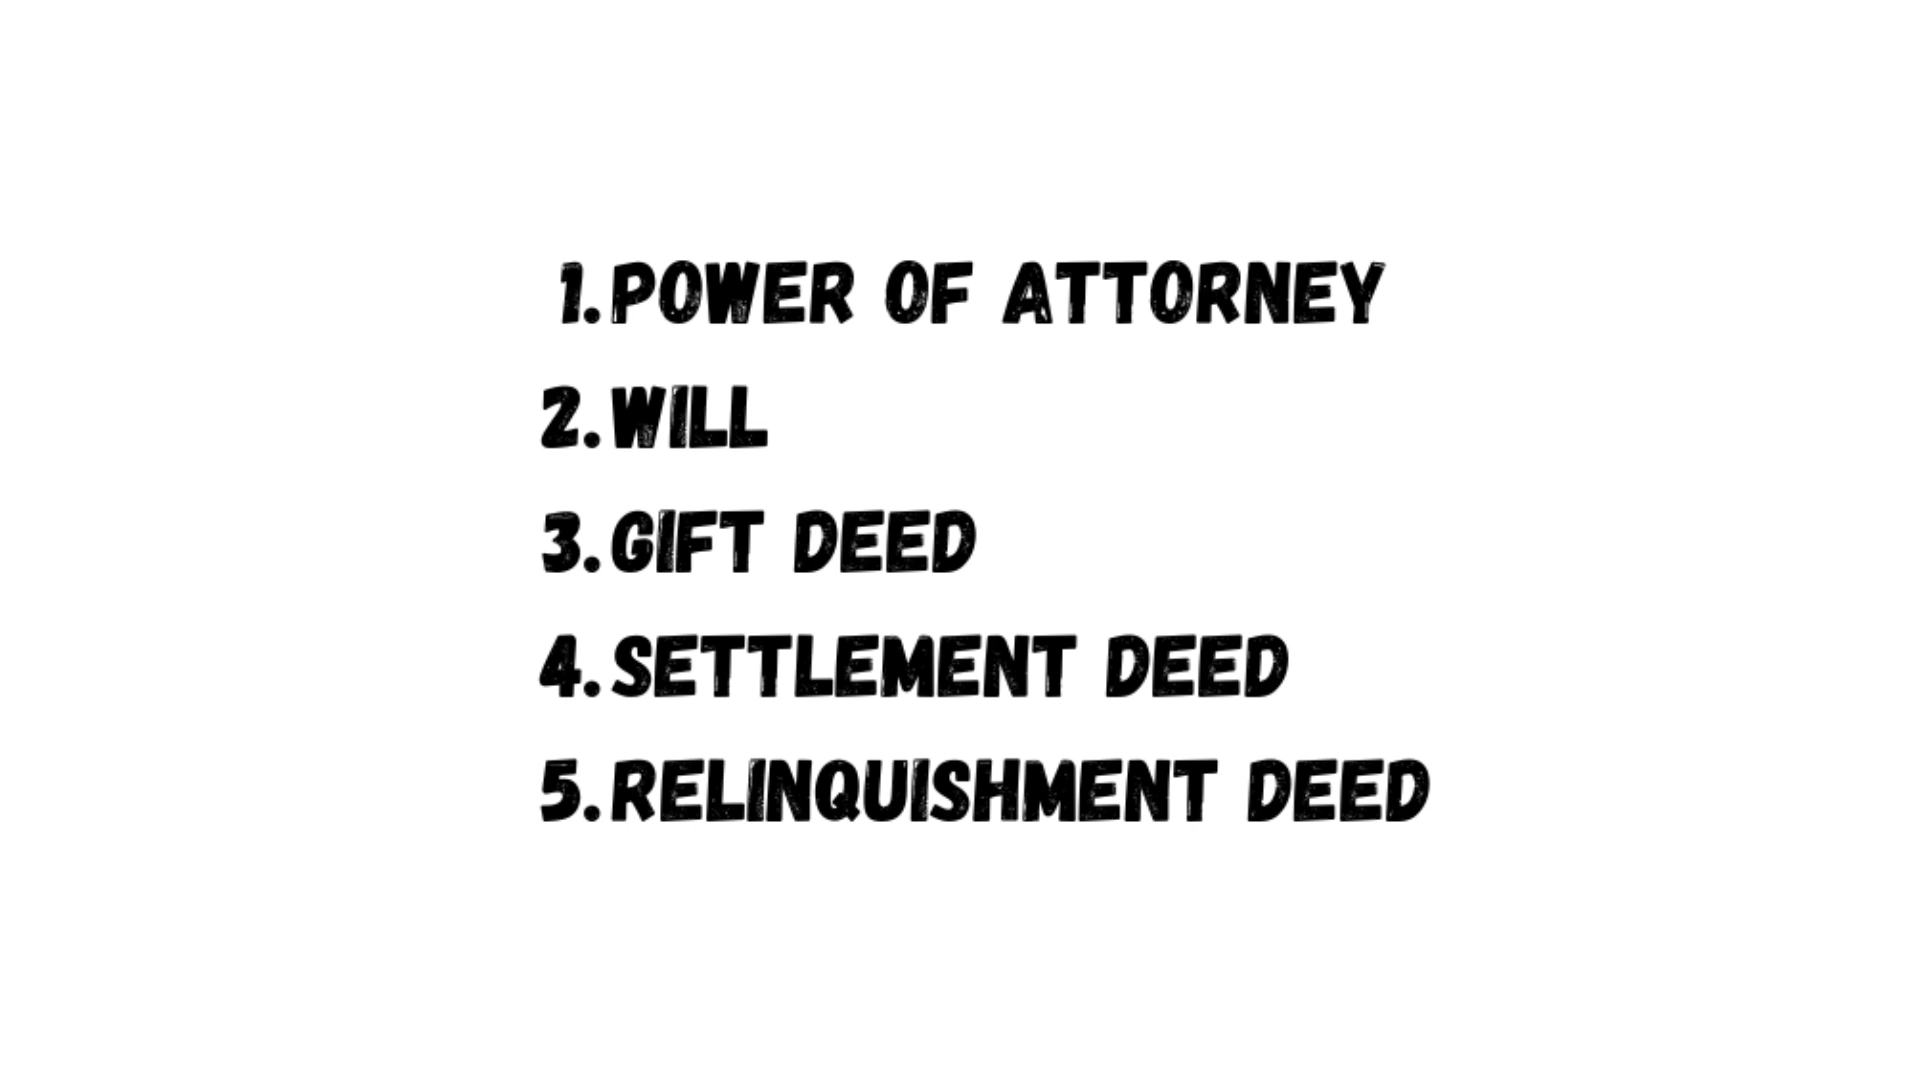 1. POWER OF ATTORNEY
2. WILL
3. GIFT DEED
4. SETTLEMENT DEED
5. RELINQUISHMENT DEED